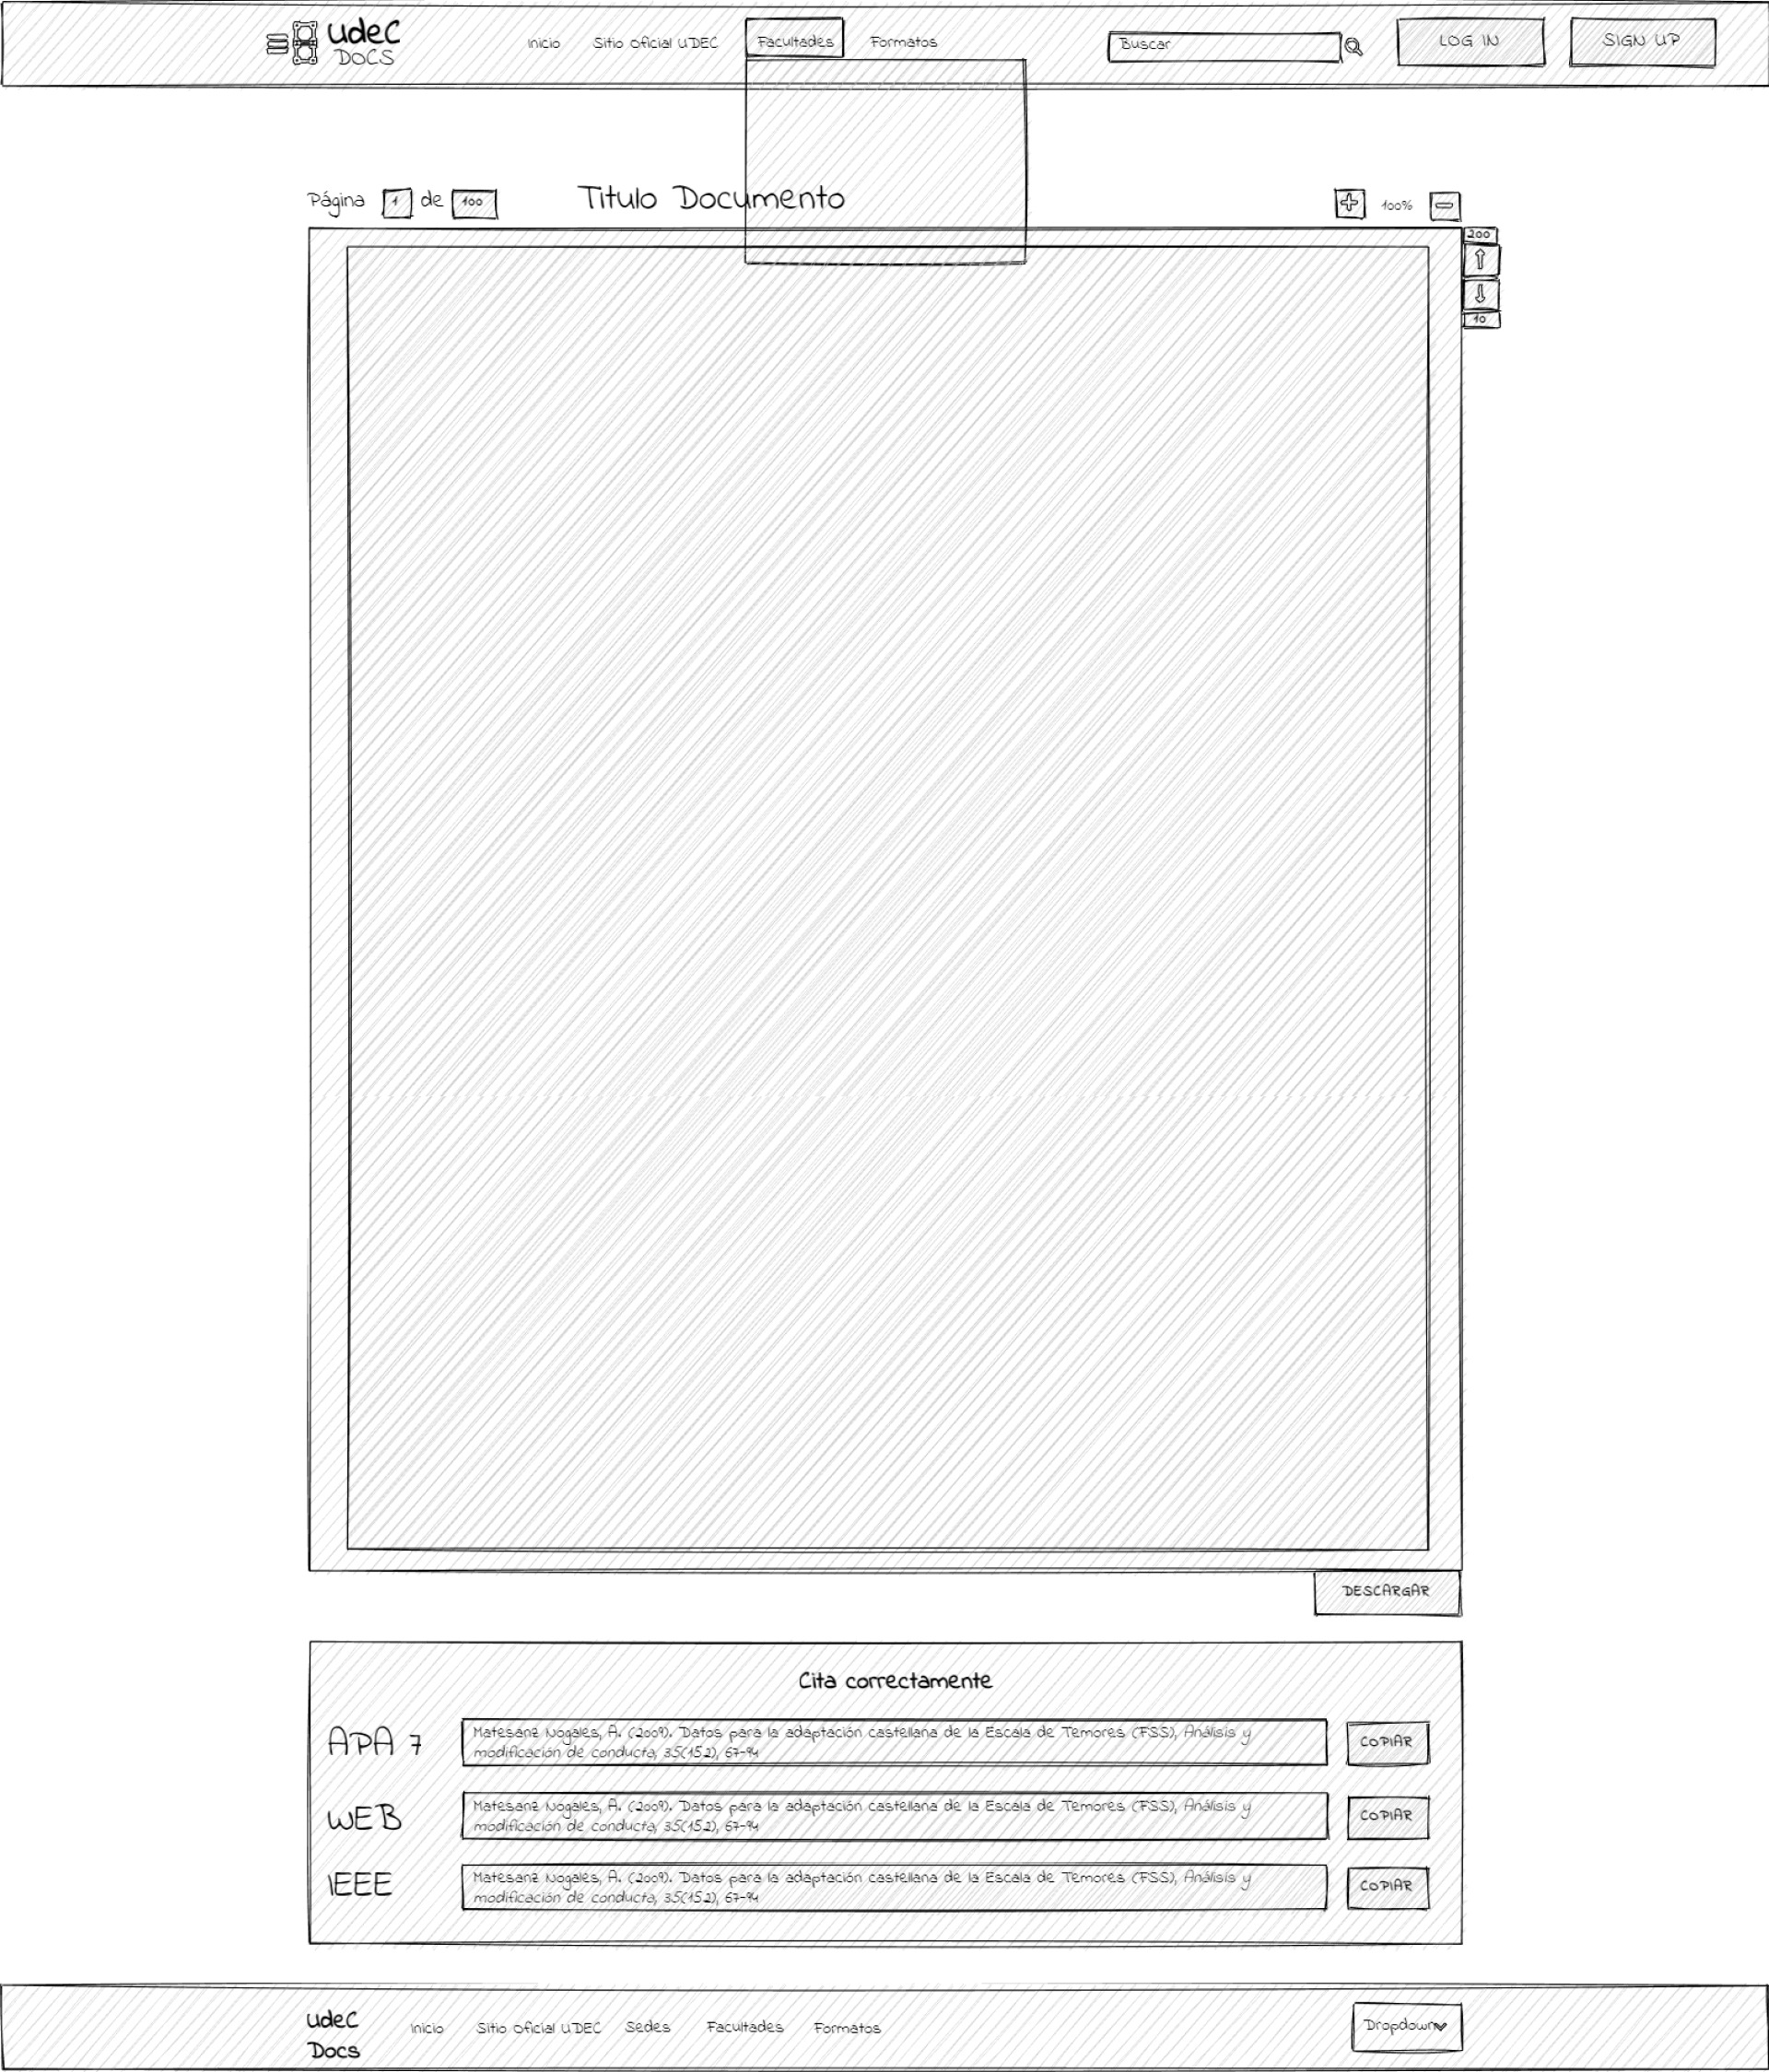 udeC
DOCS
Inicio
Sitio Oficial UDEC
Facultades
Formatos
Buscar
LOG IN
SIGN UP
Página 1 de 100
Titulo Documento
100%
200
10
DESCARGAR
Cita correctamente
APA 7
Matesanz Nogales, A. (2009). Datos para la adaptación castellana de la Escala de Temores (FSS), Análisis y
modificación de conducta, 35(152), 67-94
COPIAR
WEB
Matesanz Nogales, A. (2009). Datos para la adaptación castellana de la Escala de Temores (FSS), Análisis y
modificación de conducta, 35(152), 67-94
COPIAR
IEEE
Matesanz Nogales, A. (2009). Datos para la adaptación castellana de la Escala de Temores (FSS), Análisis y
modificación de conducta, 35(152), 67-94
COPIAR
udeC
Docs
Inicio
Sitio Oficial UDEC
Sedes
Facultades
Formatos
Dropdown